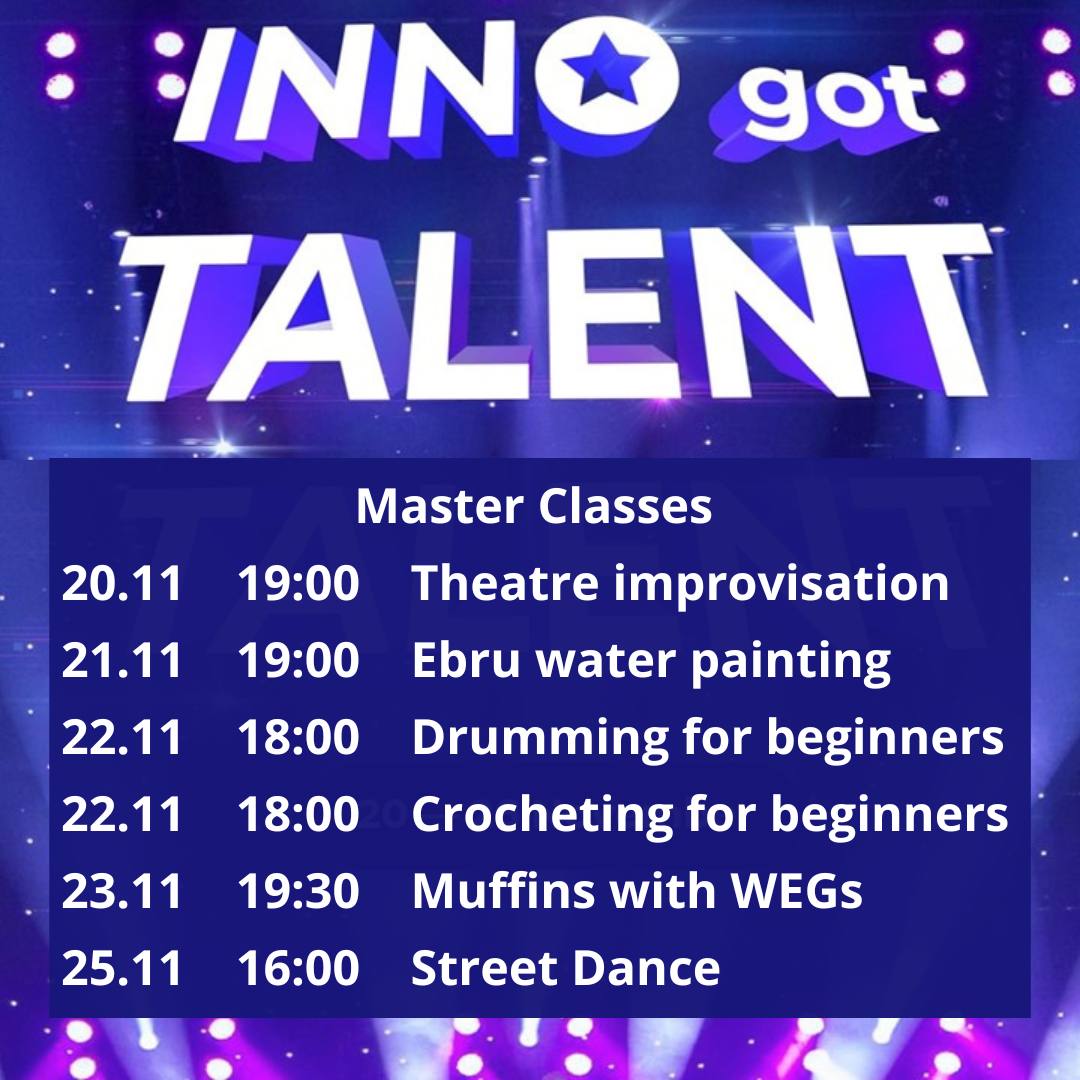 INNO got
TALENT
Master Classes
20.11 19:00 Theatre improvisation
21.11 19:00 Ebru water painting
22.11 18:00 Drumming for beginners
22.11 18:00 Crocheting for beginners
23.11 19:30 Muffins with WEGs
25.11 16:00 Street Dance